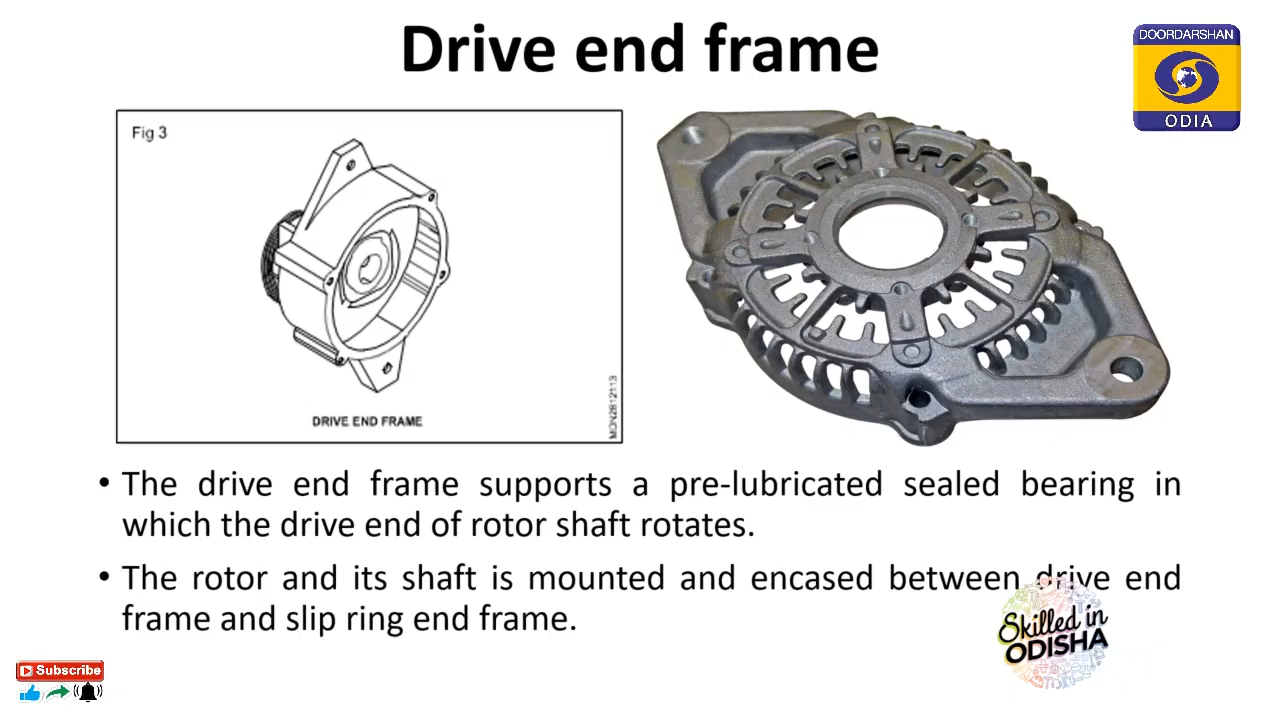 Drive end frame
DOORDARSHAN
ODIA
Fig 3
DRIVE END FRAME
MGN2812113
• The drive end frame supports a pre-lubricated sealed bearing in
which the drive end of rotor shaft rotates.
• The rotor and its shaft is mounted and encased between drive end
frame and slip ring end frame.
Skilled in
ODISHA
Subscribe